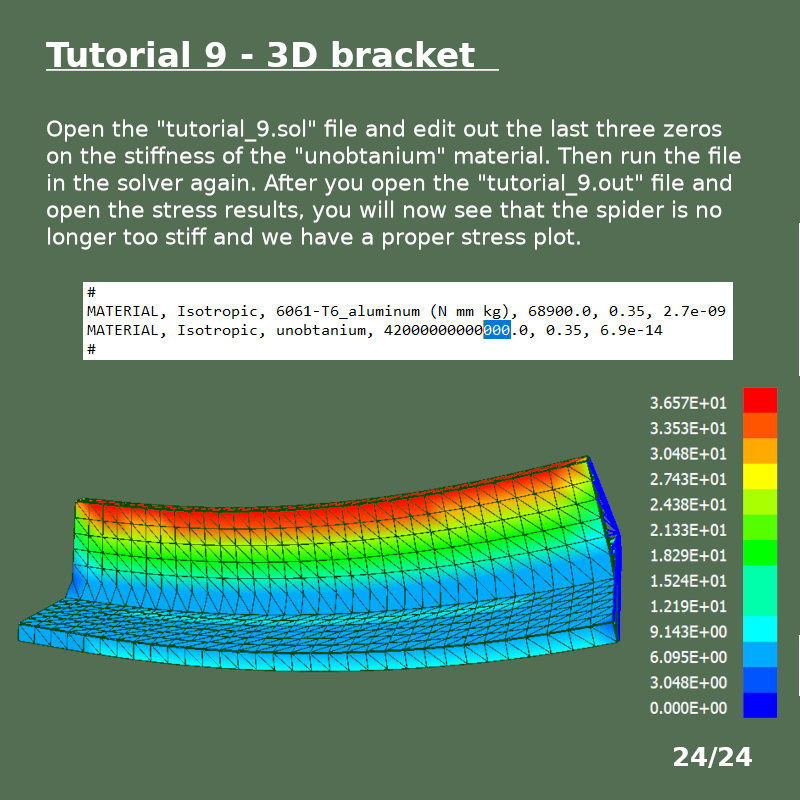 Tutorial 9 - 3D bracket
Open the "tutorial_9.sol" file and edit out the last three zeros
on the stiffness of the "unobtanium" material. Then run the file
in the solver again. After you open the "tutorial_9.out" file and
open the stress results, you will now see that the spider is no
longer too stiff and we have a proper stress plot.
#
MATERIAL, Isotropic, 6061-T6_aluminum (N mm kg), 68900.0, 0.35, 2.7e-09
MATERIAL, Isotropic, unobtanium, 42000000000000.0, 0.35, 6.9e-14
#
3.657E+01
3.353E+01
3.048E+01
2.743E+01
2.438E+01
2.133E+01
1.829E+01
1.524E+01
1.219E+01
9.143E+00
6.095E+00
3.048E+00
0.000E+00
24/24